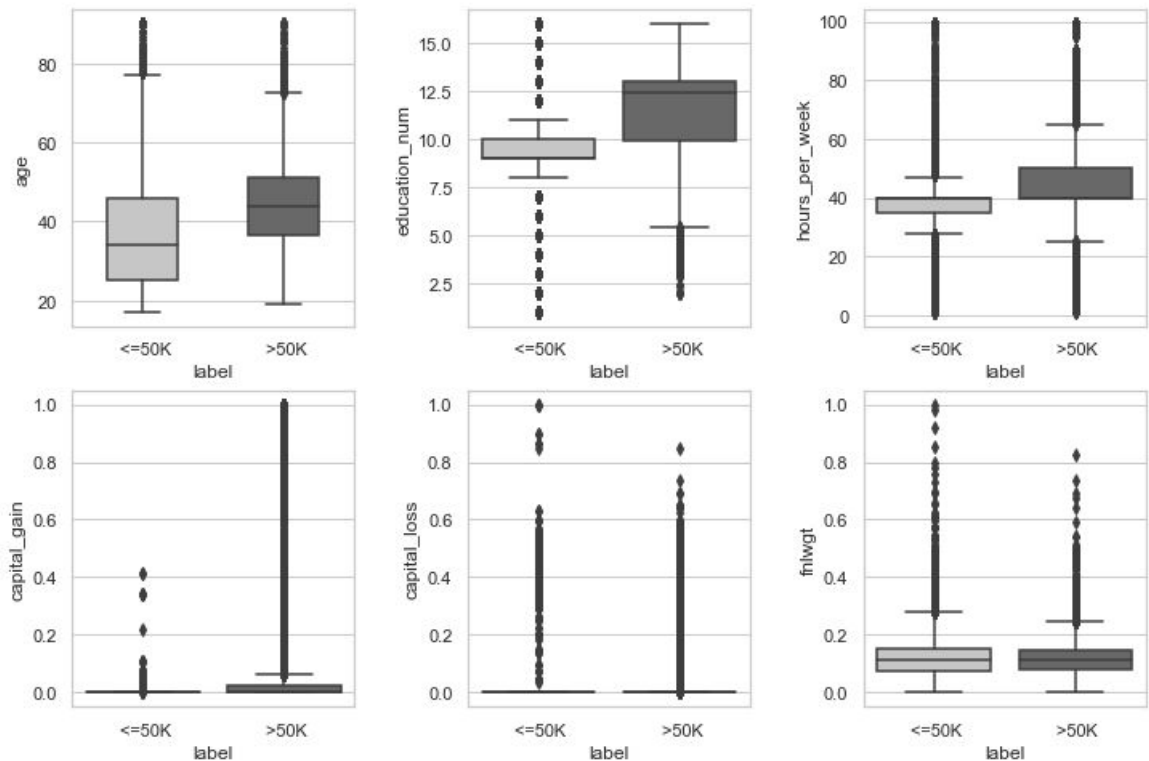 age
80
60
40
20
<=50K
>50K
label
education_num
15.0
12.5
10.0
7.5
5.0
2.5
<=50K
>50K
label
hours_per_week
100
80
60
40
20
0
<=50K
>50K
label
capital_gain
1.0
0.8
0.6
0.4
0.2
0.0
<=50K
>50K
label
capital_loss
1.0
0.8
0.6
0.4
0.2
0.0
<=50K
>50K
label
fnlwgt
1.0
0.8
0.6
0.4
0.2
0.0
<=50K
>50K
label